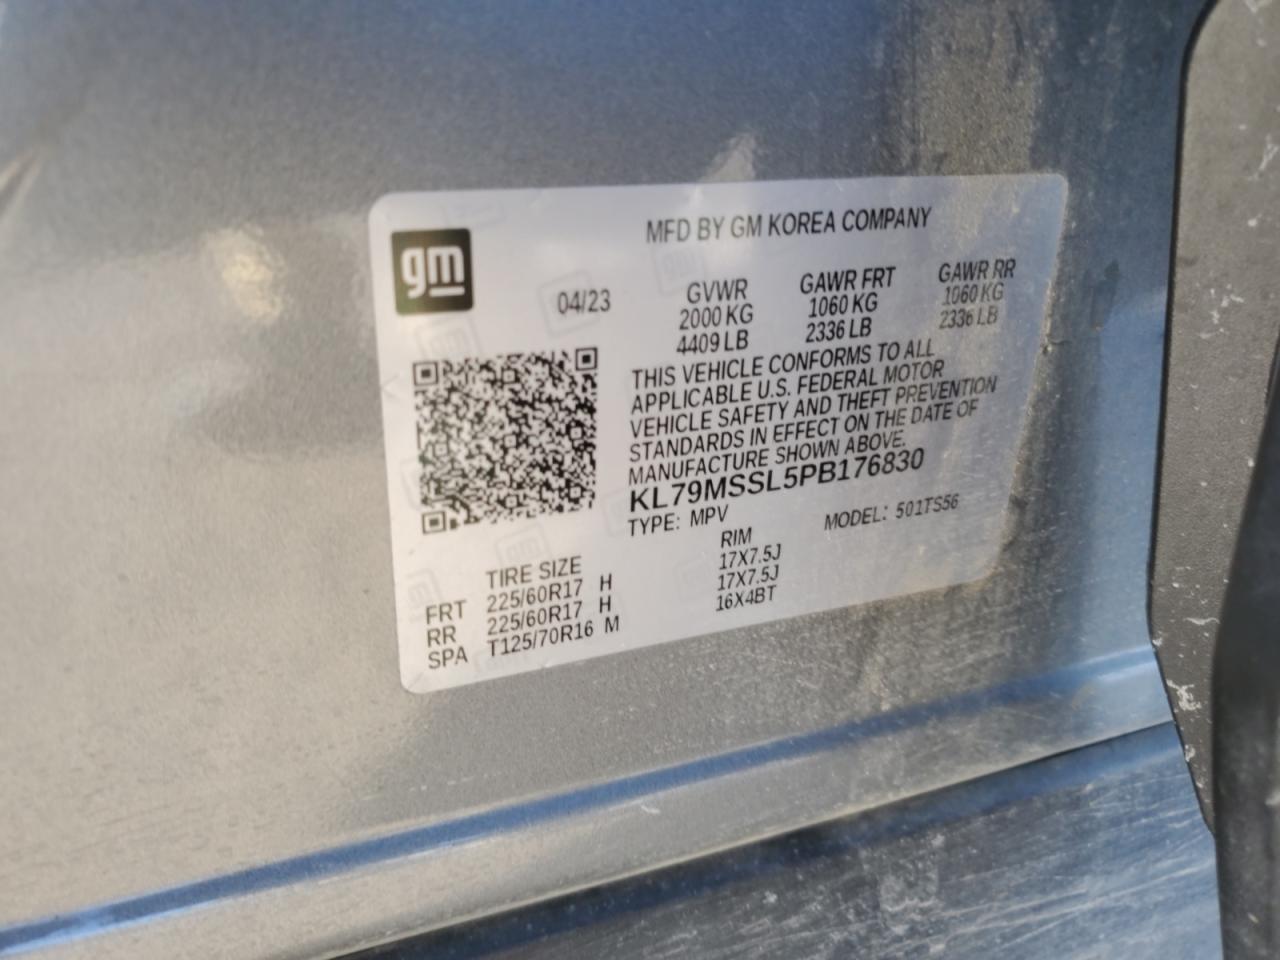 gm
MFD BY GM KOREA COMPANY
04/23
GVWR GAWR FRT GAWR RR
2000 KG 1060 KG 1060 KG
4409 LB 2336 LB 2336 LB
THIS VEHICLE CONFORMS TO ALL
APPLICABLE U.S. FEDERAL MOTOR
VEHICLE SAFETY AND THEFT PREVENTION
STANDARDS IN EFFECT ON THE DATE OF
MANUFACTURE SHOWN ABOVE.
KL79MSSL5PB176830
TYPE: MPV MODEL: 501TS56
TIRE SIZE RIM
FRT 225/60R17 H 17X7.5J
RR 225/60R17 H 17X7.5J
SPA T125/70R16 M 16X4BT